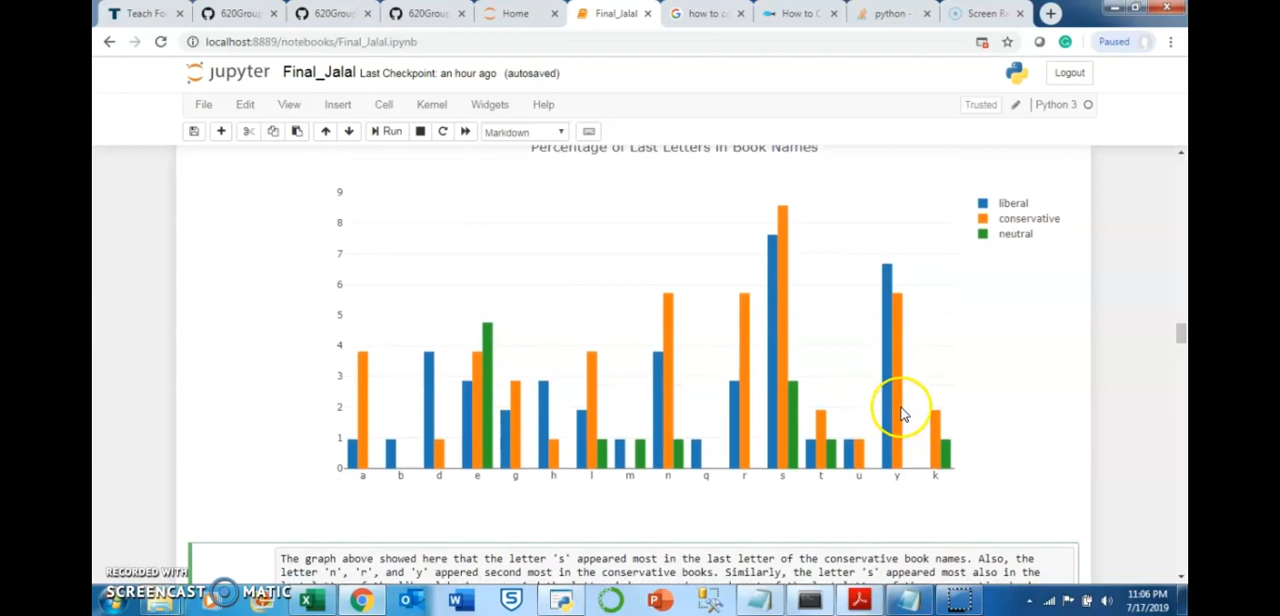 Teach Fo
620Group
620Group
620Group
Home
Final_Jalal
how to c
How to C
python -
Screen Re
localhost:8889/notebooks/Final_Jalal.ipynb
Paused
jupyter Final_Jalal Last Checkpoint: an hour ago (autosaved)
Logout
File Edit View Insert Cell Kernel Widgets Help
Trusted
Python 3
Run
Markdown
Percentage of Last Letters in Book Names
9
8
7
6
5
4
3
2
1
0
a b d e g h l m n q r s t u y k
liberal
conservative
neutral
The graph above showed here that the letter 's' appeared most in the last letter of the conservative book names. Also, the
letter 'n', 'r', and 'y' appered second most in the conservative books. Similarly, the letter 's' appeared most also in the
RECORDED WITH
SCREENCAST MATIC
11:06 PM
7/17/2019